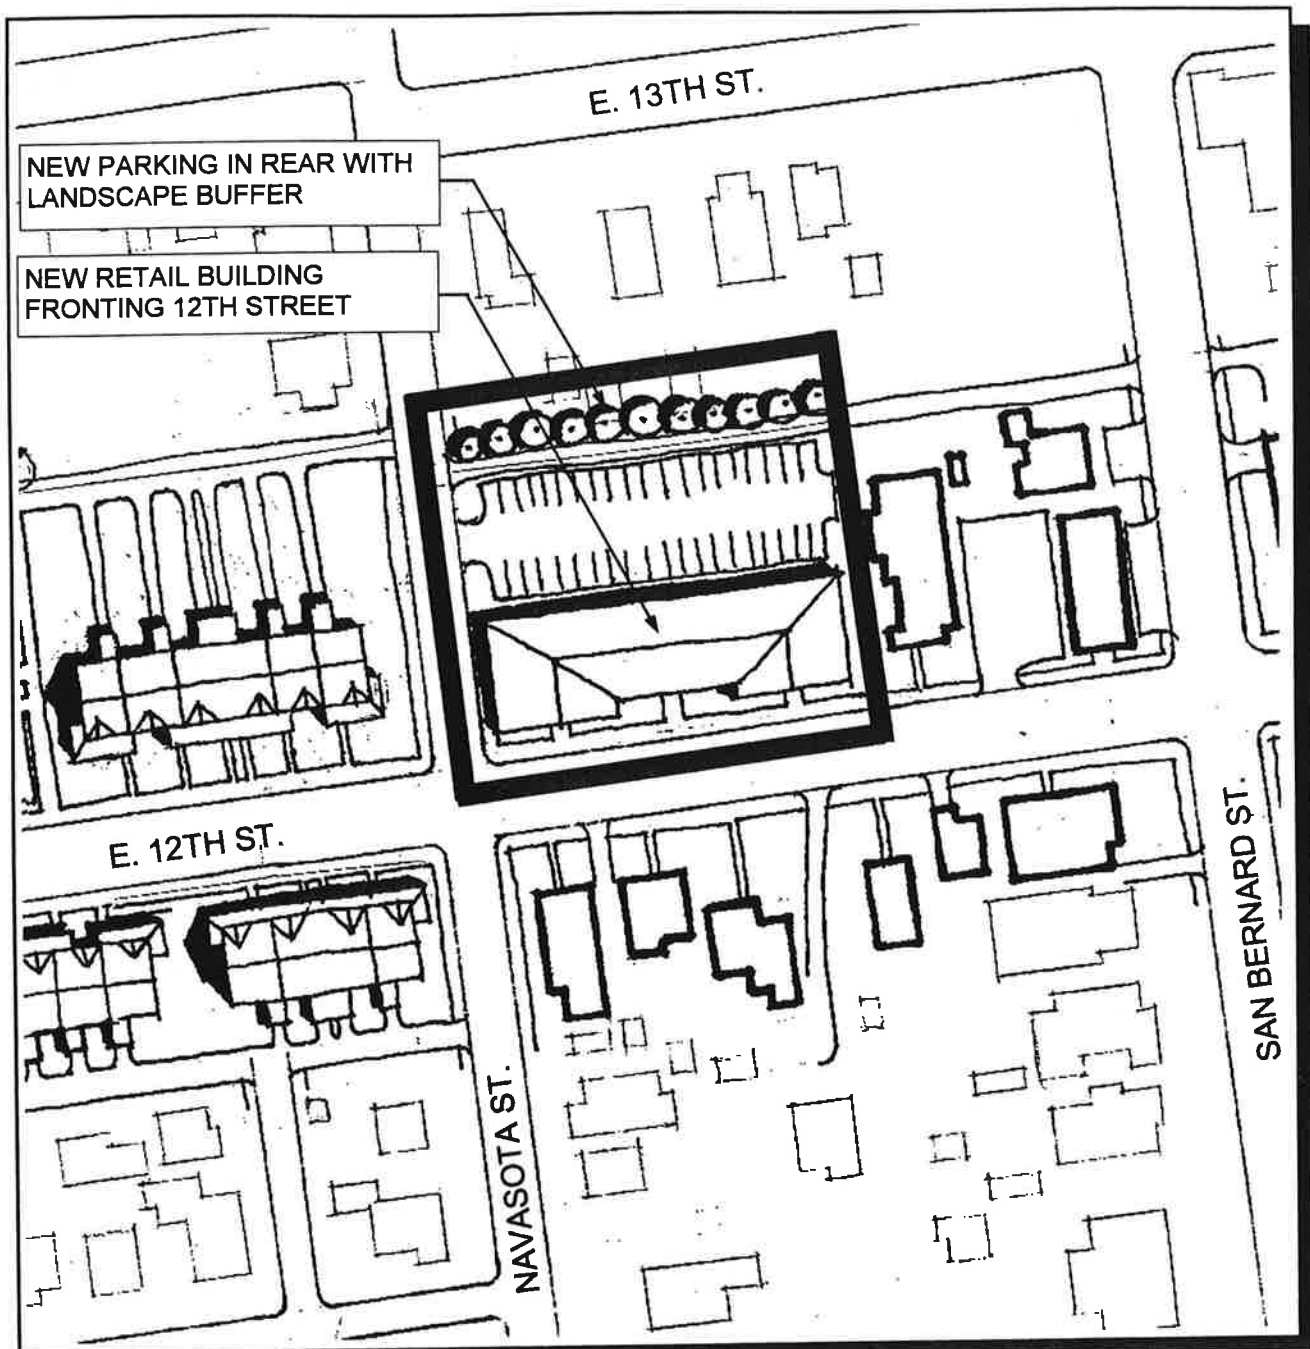 E. 13TH ST.
NEW PARKING IN REAR WITH
LANDSCAPE BUFFER
NEW RETAIL BUILDING
FRONTING 12TH STREET
E. 12TH ST.
SAN BERNARD ST.
NAVASOTA ST.